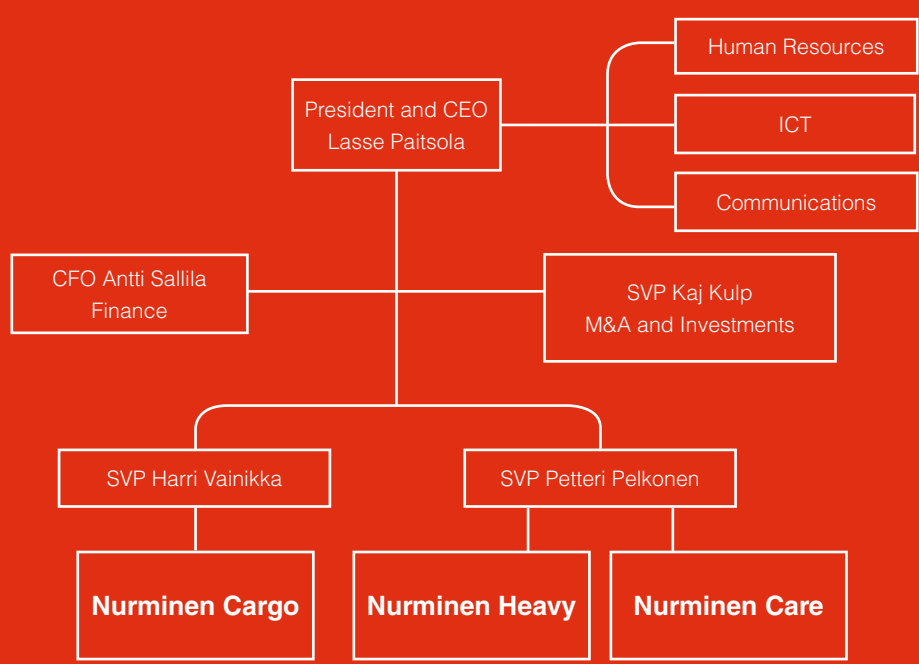 Human Resources
President and CEO
Lasse Paitsola
ICT
Communications
CFO Antti Sallila
Finance
SVP Kaj Kulp
M&A and Investments
SVP Harri Vainikka
SVP Petteri Pelkonen
Nurminen Cargo
Nurminen Heavy
Nurminen Care